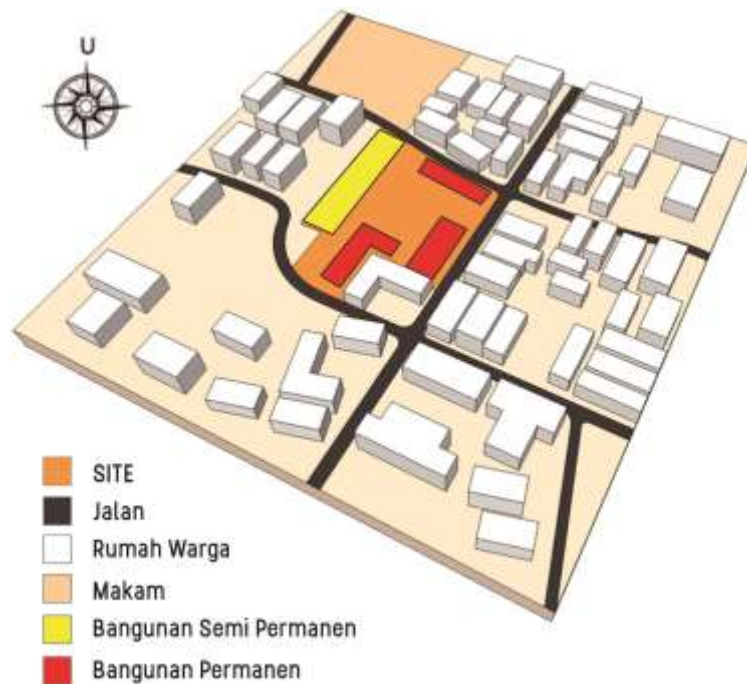 U
SITE
Jalan
Rumah Warga
Makam
Bangunan Semi Permanen
Bangunan Permanen